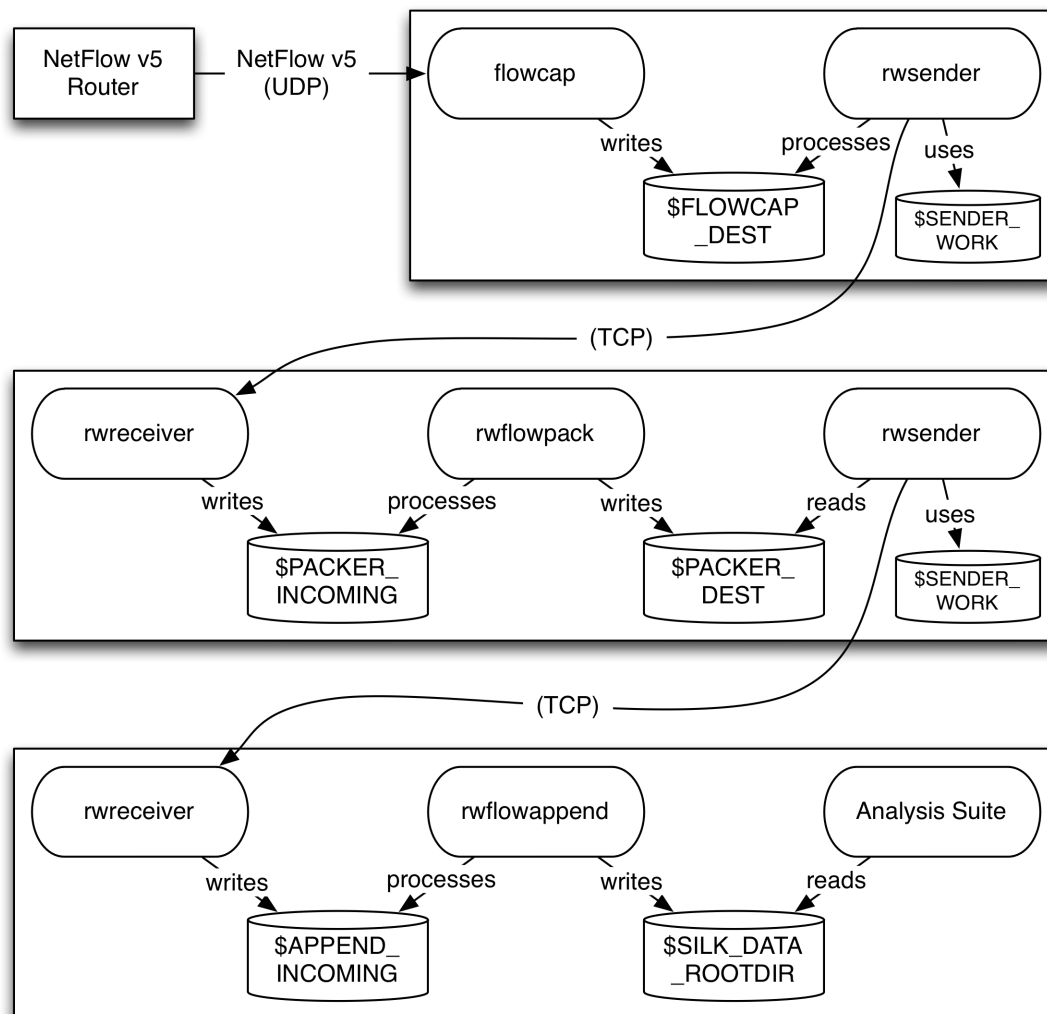 NetFlow v5
Router
NetFlow v5
(UDP)
flowcap
rwsender
writes
processes
uses
$FLOWCAP
_DEST
$SENDER_
WORK
(TCP)
rwreceiver
rwflowpack
rwsender
writes
processes
writes
reads
uses
$PACKER_
INCOMING
$PACKER_
DEST
$SENDER_
WORK
(TCP)
rwreceiver
rwflowappend
Analysis Suite
writes
processes
writes
reads
$APPEND_
INCOMING
$SILK_DATA
_ROOTDIR